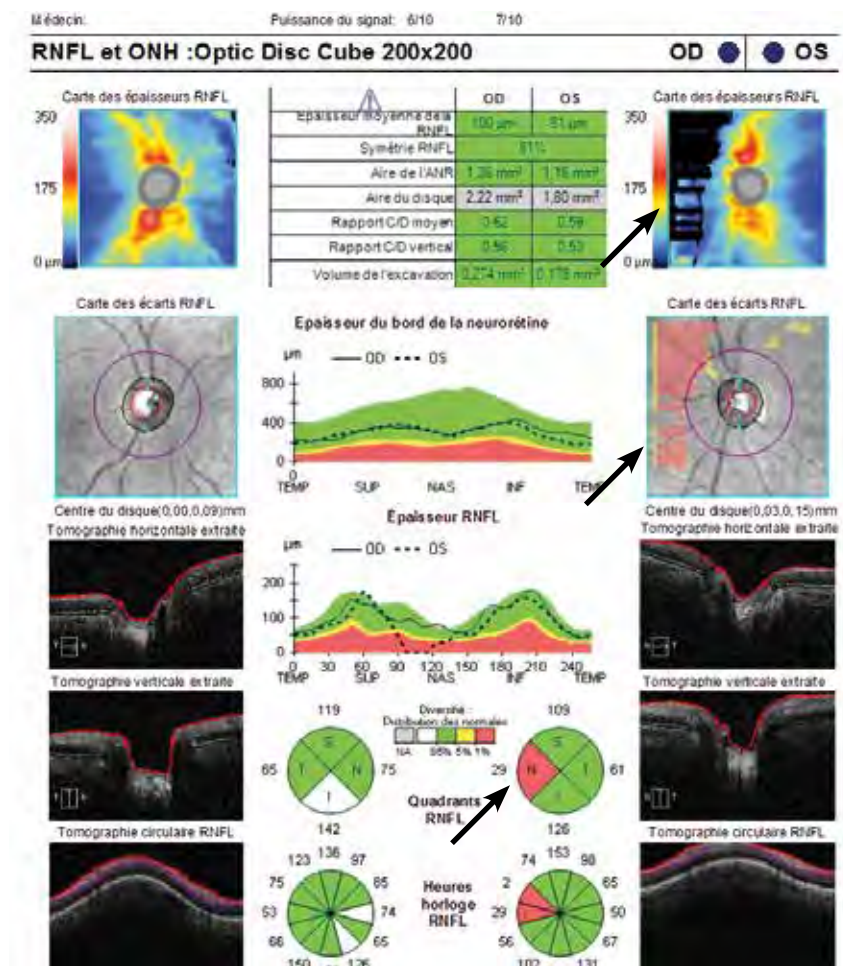 Médecin: Puissance du signal: 6/10 7/10
RNFL et ONH :Optic Disc Cube 200x200 OD OS
Carte des épaisseurs RNFL
350
175
0 µm
OD OS
Epaisseur moyenne de la RNFL 100 µm 81 µm
Symétrie RNFL 81%
Aire de l'ANR 1,36 mm² 1,16 mm²
Aire du disque 2,22 mm² 1,80 mm²
Rapport C/D moyen 0,62 0,59
Rapport C/D vertical 0,56 0,53
Volume de l'excavation 0,274 mm³ 0,178 mm³
Carte des épaisseurs RNFL
350
175
0 µm
Carte des écarts RNFL
Centre du disque(0,00,0,09)mm
Epaisseur du bord de la neurorétine
µm OD OS
800
400
0
0
TEMP SUP NAS INF TEMP
Carte des écarts RNFL
Centre du disque(0,03,0,15)mm
Tomographie horizontale extraite
Epaisseur RNFL
µm OD OS
200
100
0
0 30 60 90 120 150 180 210 240
TEMP SUP NAS INF TEMP
Tomographie horizontale extraite
Tomographie verticale extraite
119
65 S T N I 75
142
Diversité :
Distribution des normales
NA 95% 5% 1%
Quadrants
RNFL
109
29 S N T I 61
126
Tomographie verticale extraite
Tomographie circulaire RNFL
123 136 97
75 85
53 74
66 65
150 126
Heures
horloge
RNFL
74 153 98
2 65
29 50
56 67
102 131
Tomographie circulaire RNFL